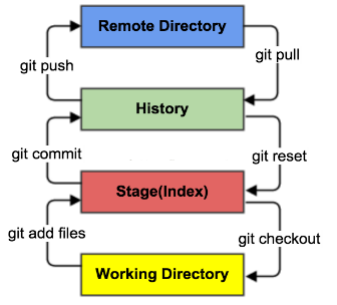 Remote Directory
git pull
git push
History
git commit
git reset
Stage(Index)
git add files
git checkout
Working Directory